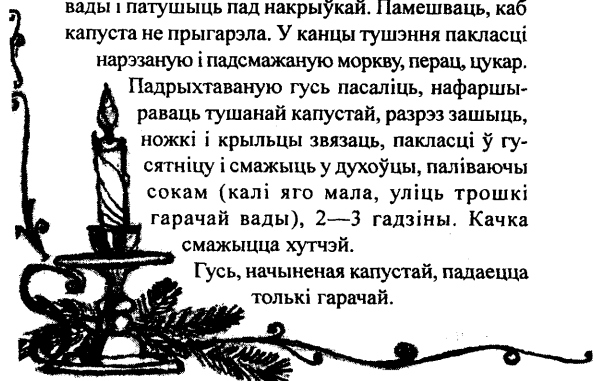 вады і патушыць пад накрыўкай. Памешваць, каб
капуста не прыгарэла. У канцы тушэння пакласці
нарэзаную і падсмажаную моркву, перац, цукар.
Падрыхтаваную гусь пасаліць, нафаршы-
раваць тушанай капустай, разрэз зашыць,
ножкі і крыльцы звязаць, пакласці ў гу-
сятніцу і смажыць у духоўцы, паліваючы
сокам (калі яго мала, уліць трошкі
гарачай вады), 2—3 гадзіны. Качка
смажыцца хутчэй.
Гусь, начыненая капустай, падаецца
толькі гарачай.